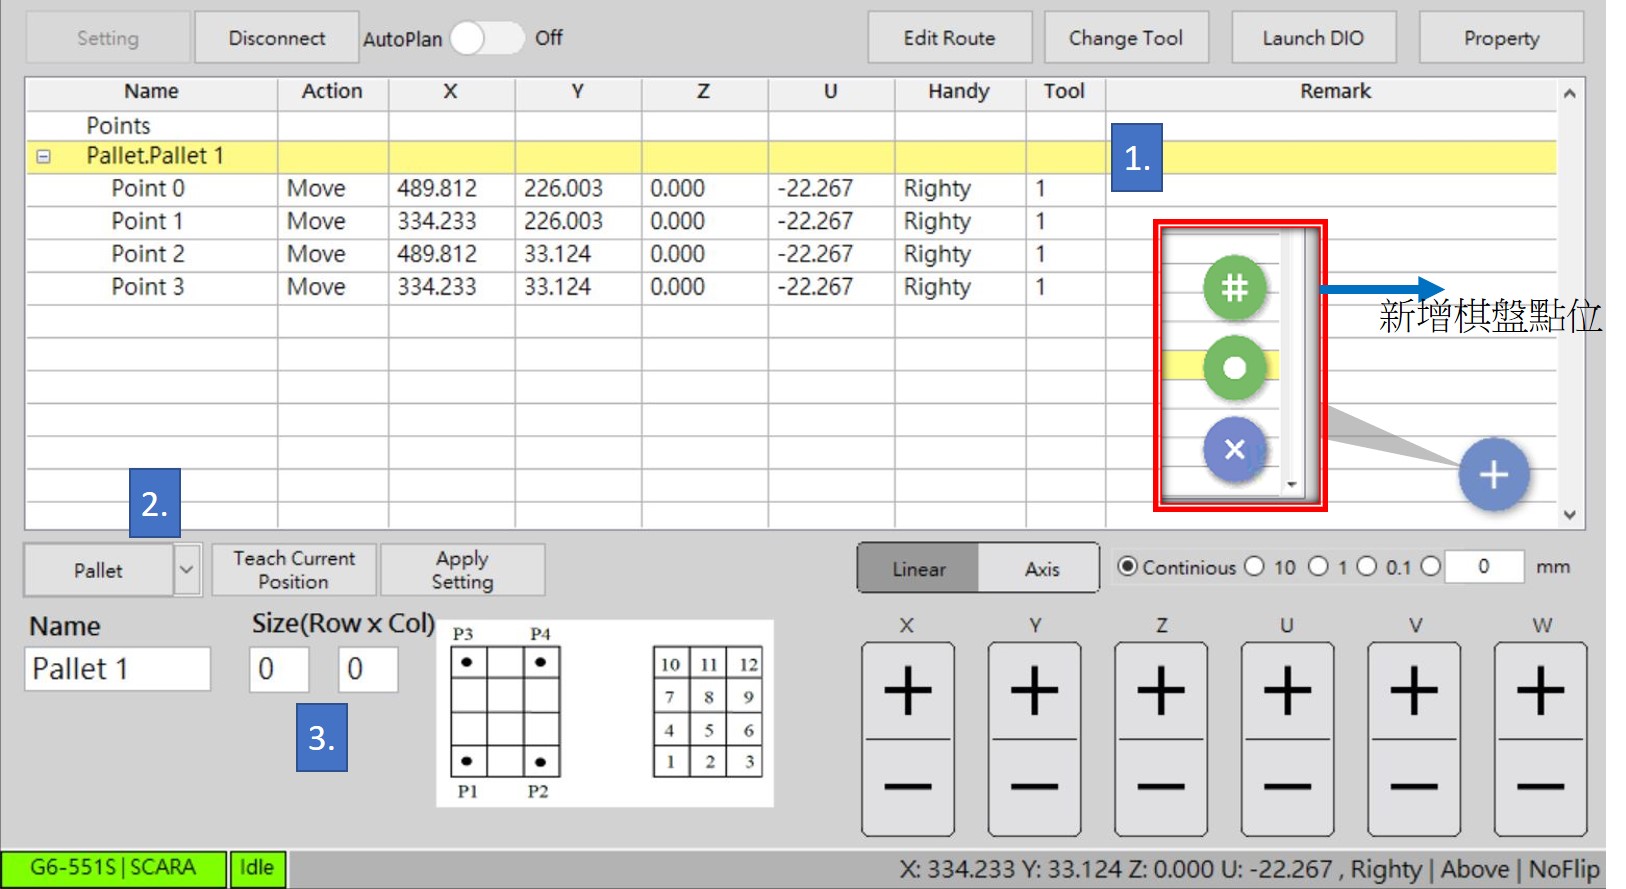 Setting Disconnect AutoPlan Off Edit Route Change Tool Launch DIO Property
Name Action X Y Z U Handy Tool Remark
Points
Pallet.Pallet 1
1.
Point 0 Move 489.812 226.003 0.000 -22.267 Righty 1
Point 1 Move 334.233 226.003 0.000 -22.267 Righty 1
Point 2 Move 489.812 33.124 0.000 -22.267 Righty 1
Point 3 Move 334.233 33.124 0.000 -22.267 Righty 1
#
新增棋盤點位
×
+
2.
Pallet
Teach Current
Position
Apply
Setting
Linear Axis Continious 10 1 0.1 0 mm
Name Size(Row x Col)
Pallet 1 0 0
3.
P3 P4
P1 P2
10 11 12
7 8 9
4 5 6
1 2 3
X Y Z U V W
+ + + + + +
− − − − − −
G6-551S | SCARA Idle X: 334.233 Y: 33.124 Z: 0.000 U: -22.267 , Righty | Above | NoFlip